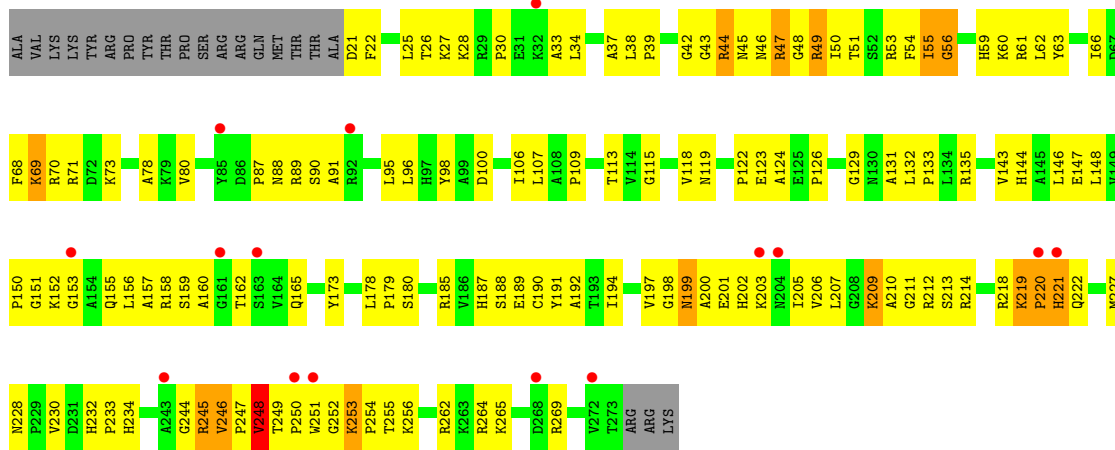 ALA VAL LYS LYS TYR ARG PRO TYR THR PRO SER ARG ARG GLN MET THR THR ALA D21 F22 L25 T26 K27 K28 R29 P30 E31 K32 A33 L34 A37 L38 P39 G42 G43 R44 N45 N46 R47 G48 R49 I50 T51 S52 R53 F54 I55 G56 H59 K60 R61 L62 Y63 I66
F68 K69 R70 R71 D72 K73 A78 K79 V80 Y85 D86 P87 N88 R89 S90 A91 R92 L95 L96 H97 Y98 A99 D100 I106 L107 A108 P109 T113 V114 G115 V118 N119 P122 E123 A124 E125 P126 G129 N130 A131 L132 P133 L134 R135 V143 H144 A145 L146 E147 L148
P150 G151 K152 G153 A154 Q155 L156 A157 R158 S159 A160 G161 T162 S163 V164 Q165 Y173 L178 P179 S180 R185 V186 H187 S188 E189 C190 Y191 A192 T193 I194 V197 G198 N199 A200 E201 H202 K203 N204 I205 V206 L207 G208 K209 A210 G211 R212 S213 R214 R218 K219 P220 H221 Q222
N228 P229 V230 D231 H232 P233 H234 A243 G244 R245 V246 P247 V248 T249 P250 W251 G252 K253 P254 T255 K256 R262 K263 R264 K265 D268 R269 V272 T273 ARG ARG LYS